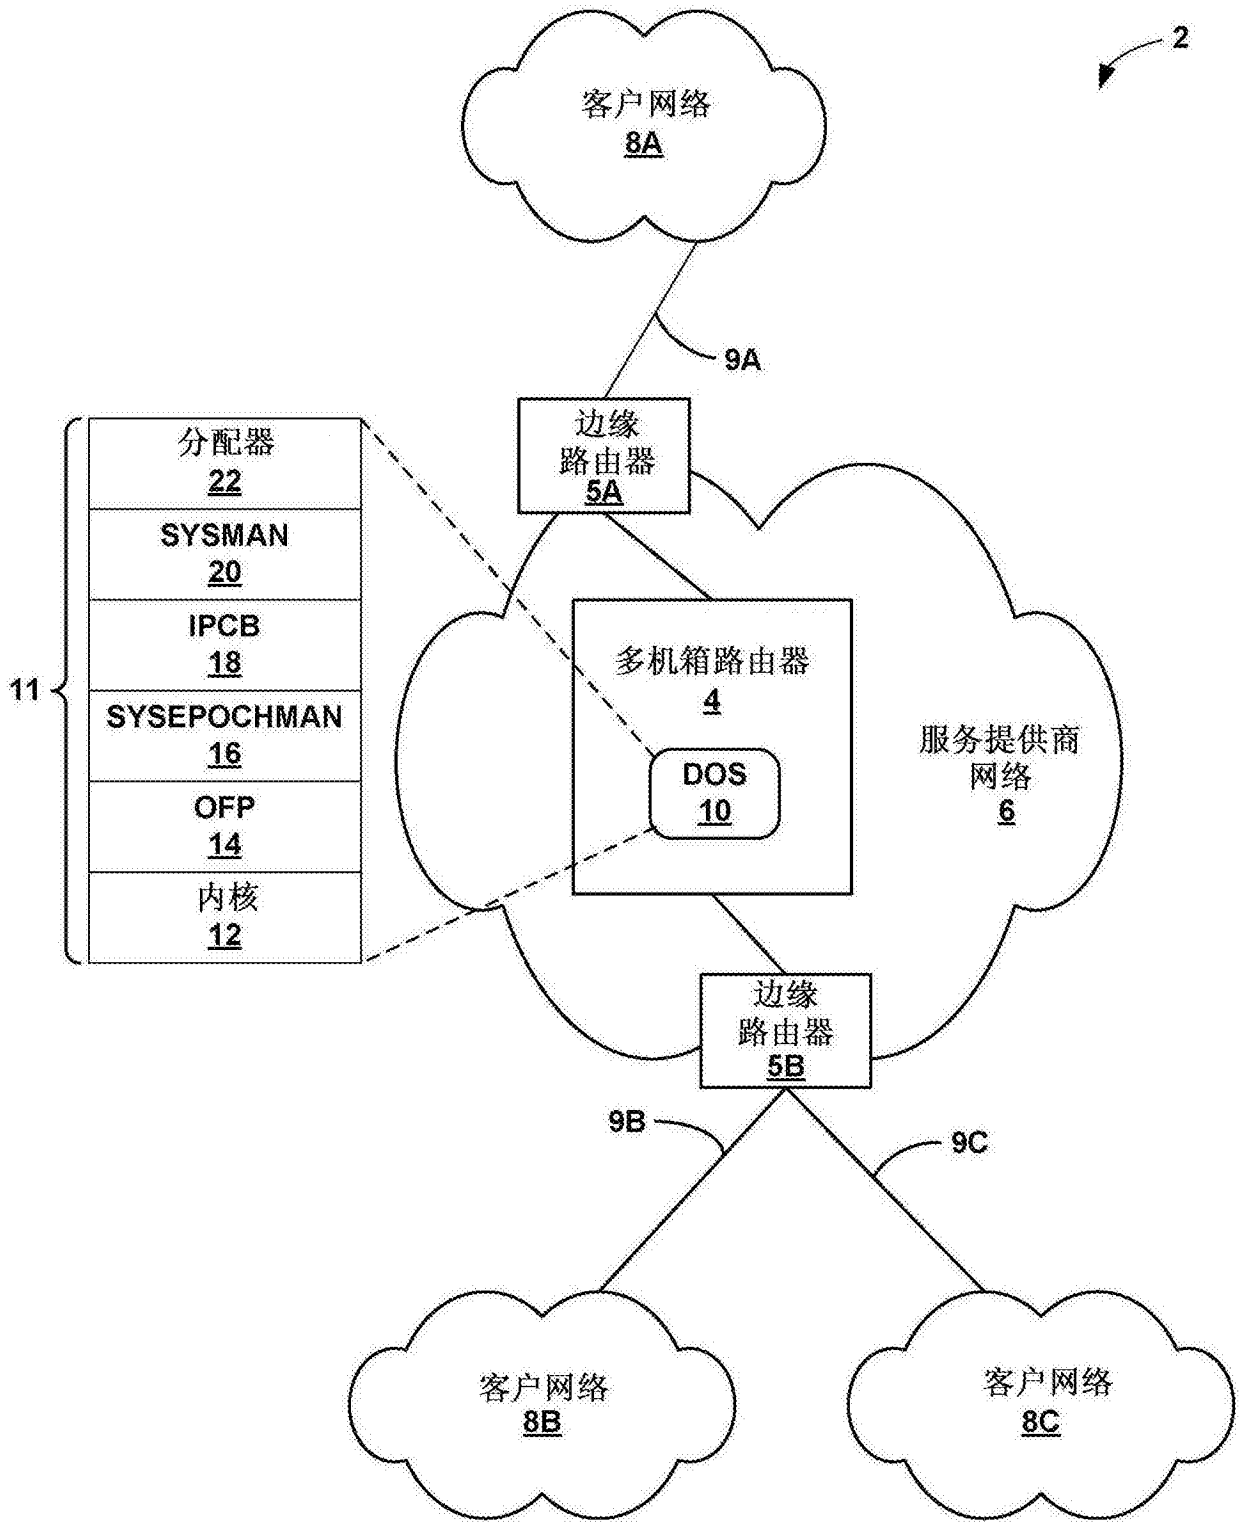 2
客户网络
8A
9A
边缘
路由器
5A
分配器
22
SYSMAN
20
IPCB
18
SYSEPOCHMAN
16
OFP
14
内核
12
11
多机箱路由器
4
DOS
10
服务提供商
网络
6
边缘
路由器
5B
9B
9C
客户网络
8B
客户网络
8C